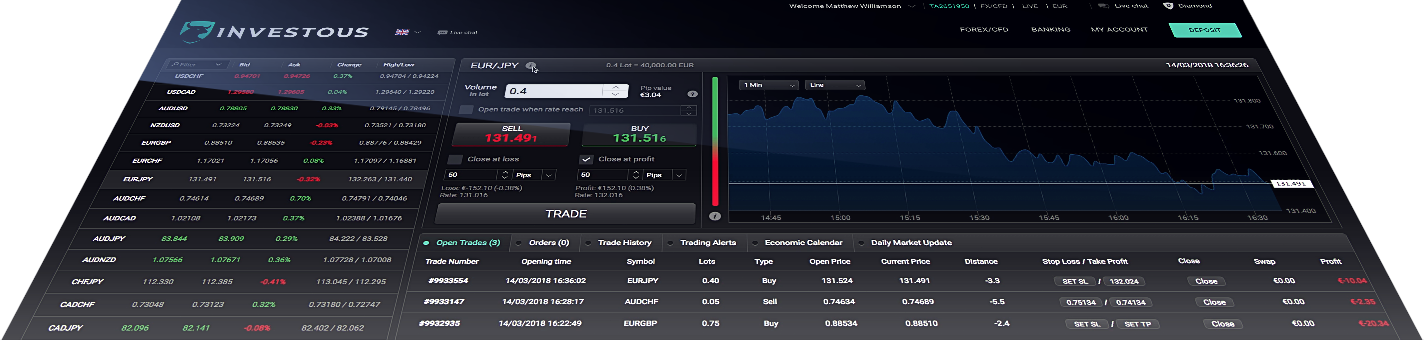 Welcome Matthew Williamson
TA2651950 | FX/CFD | LIVE | EUR
Live chat
Diamond
INVESTOUS
Live chat
FOREX/CFD
BANKING
MY ACCOUNT
DEPOSIT
Filter Bid Ask Change High/Low
USDCHF 0.94701 0.94726 0.37% 0.94704 / 0.94224
USDCAD 0.04% 1.29640 / 1.29220
AUDUSD 0.78805 0.78830 0.33% 0.79145 / 0.78496
NZDUSD 0.73224 0.73249 -0.02% 0.73521 / 0.73180
EURGBP 0.88510 0.88535 -0.23% 0.88776 / 0.88429
EURCHF 1.17021 1.17056 0.08% 1.17097 / 1.16881
EURJPY 131.491 131.516 -0.32% 132.263 / 131.440
AUDCHF 0.74614 0.74689 0.70% 0.74791 / 0.74046
AUDCAD 1.02108 1.02173 0.37% 1.02388 / 1.01676
AUDJPY 83.844 83.909 0.29% 84.222 / 83.528
AUDNZD 1.07566 1.07671 0.36% 1.07728 / 1.07008
CHFJPY 112.330 112.385 -0.41% 113.045 / 112.295
CADCHF 0.73048 0.73123 0.32% 0.73180 / 0.72747
CADJPY 82.096 82.141 -0.08% 82.402 / 82.062
EUR/JPY
0.4 Lot = 40,000.00 EUR
14/03/2018 16:36:26
Volume
in lot
0.4
Pip value
€3.04
Open trade when rate reach 131.516
SELL
131.491
BUY
131.516
Close at loss
Close at profit
50 Pips
50 Pips
Loss: €-152.10 (-0.38%)
Rate: 131.016
Profit: €152.10 (0.38%)
Rate: 132.016
TRADE
1 Min
Line
131.800
131.700
131.600
131.491
131.400
14:45 15:00 15:15 15:30 15:45 16:00 16:15 16:30
Open Trades (3) Orders (0) Trade History Trading Alerts Economic Calendar Daily Market Update
Trade Number Opening time Symbol Lots Type Open Price Current Price Distance Stop Loss / Take Profit Close Swap Profit
#9933554 14/03/2018 16:36:02 EURJPY 0.40 Buy 131.524 131.491 -3.3 SET SL / 132.024 Close €0.00 €-10.04
#9933147 14/03/2018 16:28:17 AUDCHF 0.05 Sell 0.74634 0.74689 -5.5 0.75134 / 0.74134 Close €0.00 €-2.35
#9932935 14/03/2018 16:22:49 EURGBP 0.75 Buy 0.88534 0.88510 -2.4 SET SL / SET TP Close €0.00 €-20.34